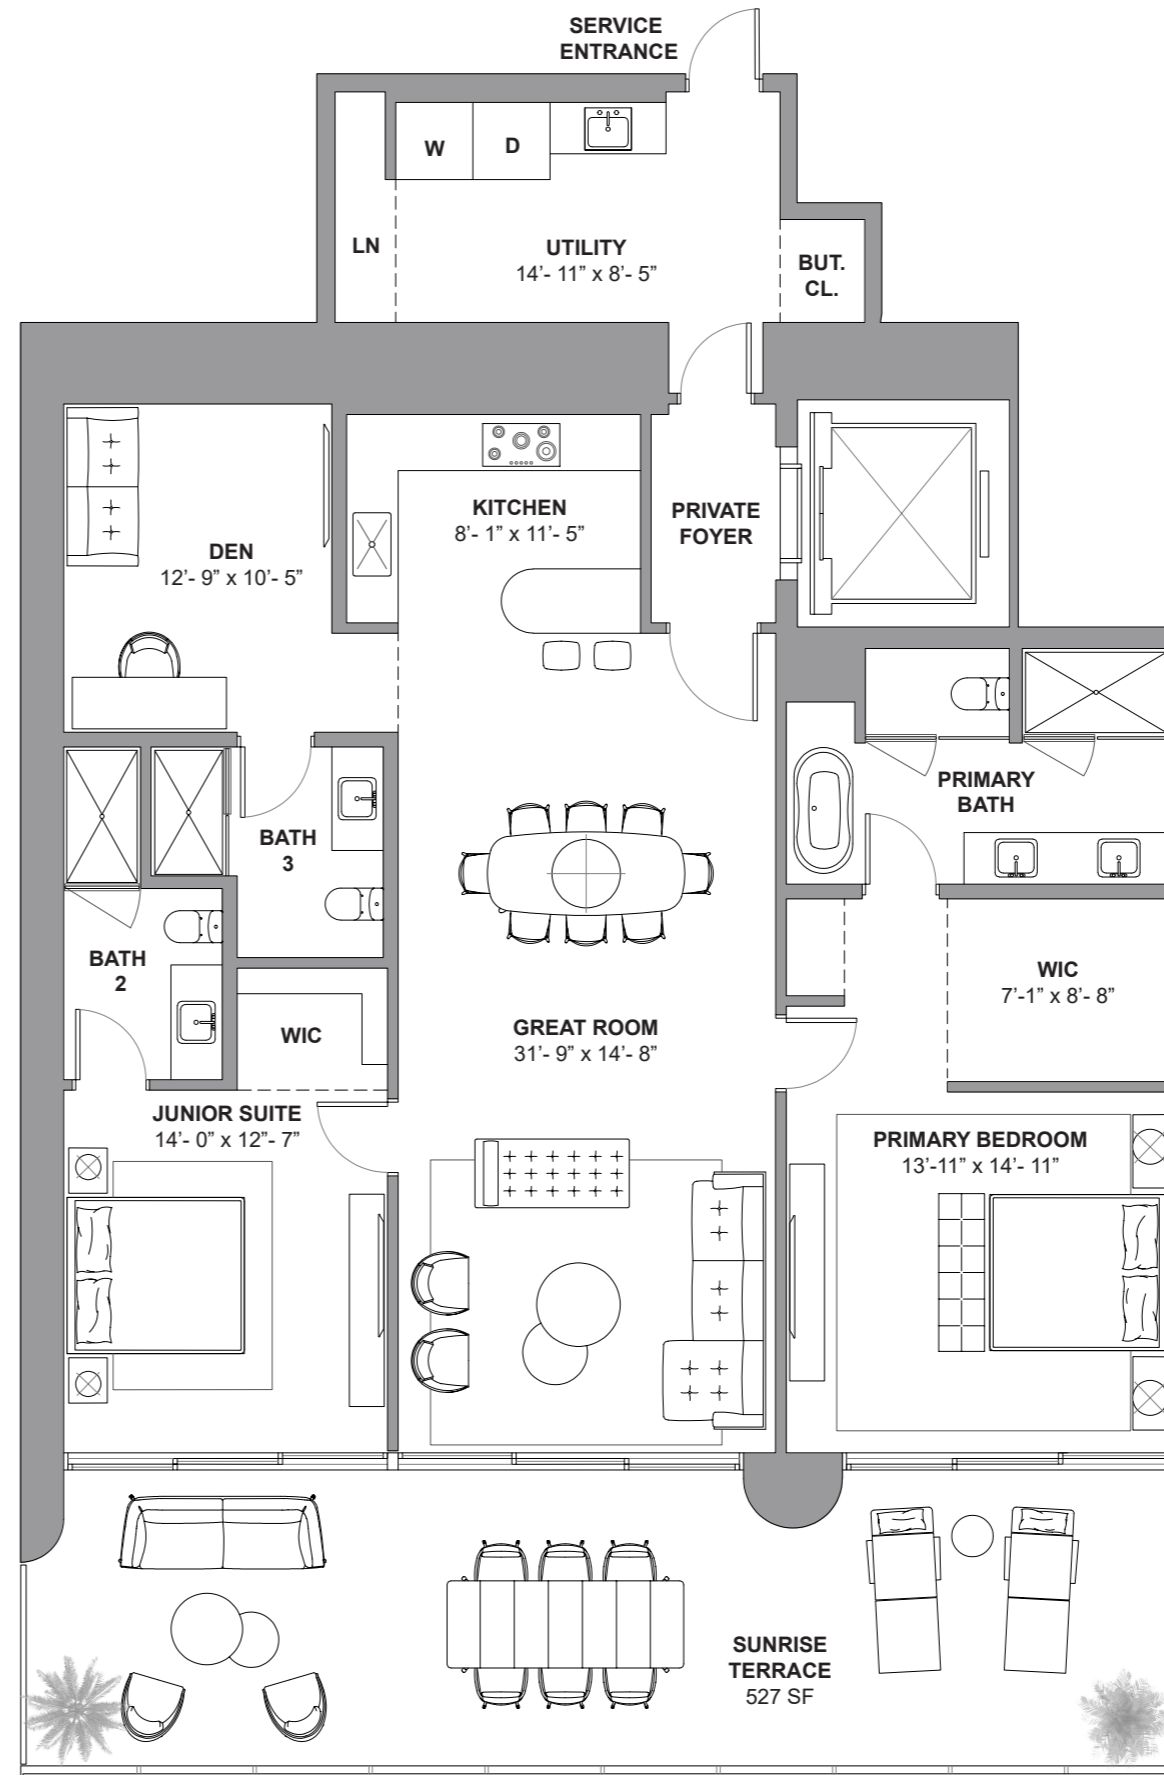 SERVICE
ENTRANCE
W
D
LN
UTILITY
14’- 11” x 8’- 5”
BUT.
CL.
KITCHEN
8’- 1” x 11’- 5”
PRIVATE
FOYER
DEN
12’- 9” x 10’- 5”
PRIMARY
BATH
BATH
3
BATH
2
WIC
7’-1” x 8’- 8”
WIC
GREAT ROOM
31’- 9” x 14’- 8”
JUNIOR SUITE
14’- 0” x 12”- 7”
PRIMARY BEDROOM
13’-11” x 14’- 11”
SUNRISE
TERRACE
527 SF